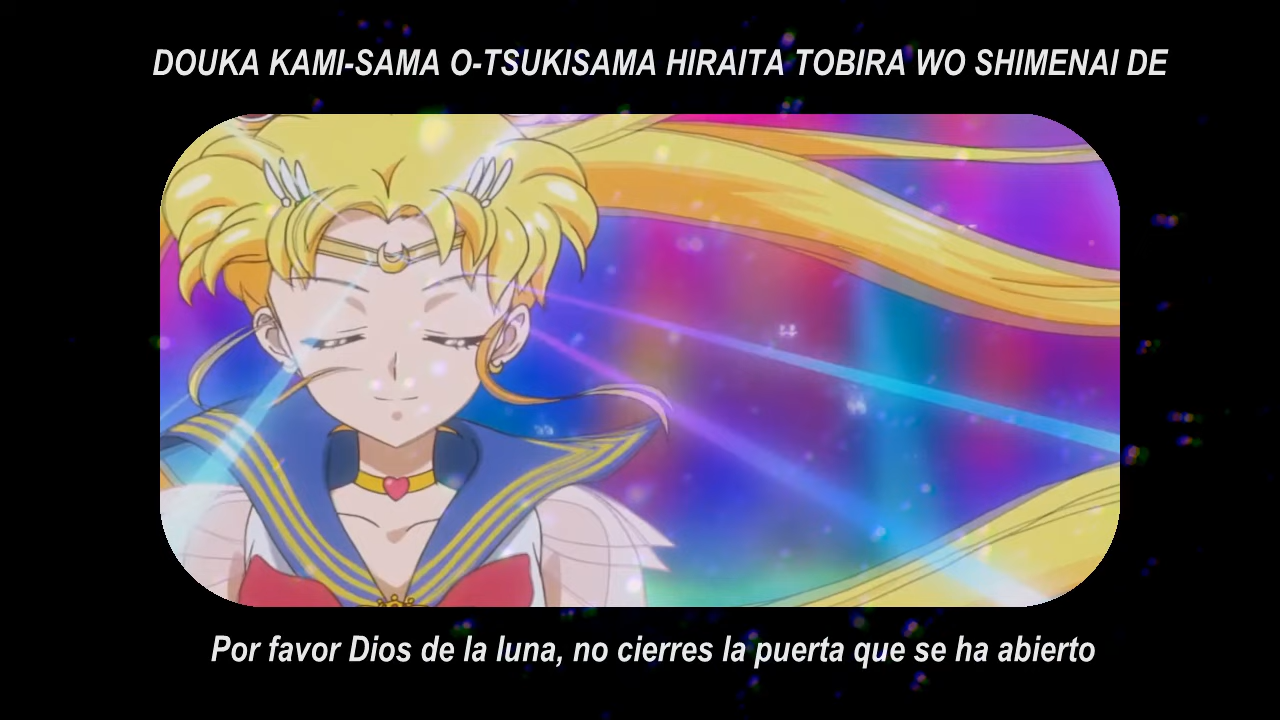 DOUKA KAMI-SAMA O-TSUKISAMA HIRAITA TOBIRA WO SHIMENAI DE
Por favor Dios de la luna, no cierres la puerta que se ha abierto